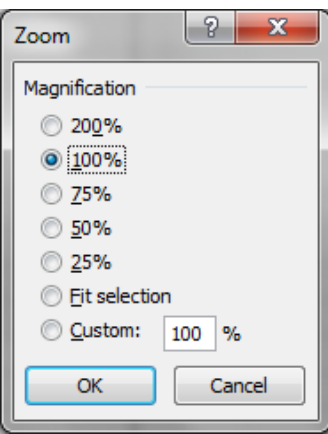 Zoom
Magnification
200%
100%
75%
50%
25%
Fit selection
Custom: 100 %
OK Cancel